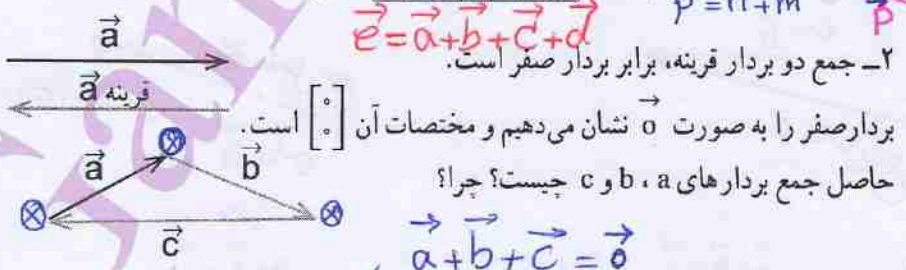 e = a + b + c + d
p = n + m
p
a
۲ــ جمع دو بردار قرینه، برابر بردار صفر است.
قرینه a
بردار صفر را به صورت o نشان می‌دهیم و مختصات آن [۰ ۰] است.
a
b
حاصل جمع بردارهای a ، b و c چیست؟ چرا؟
c
a + b + c = o